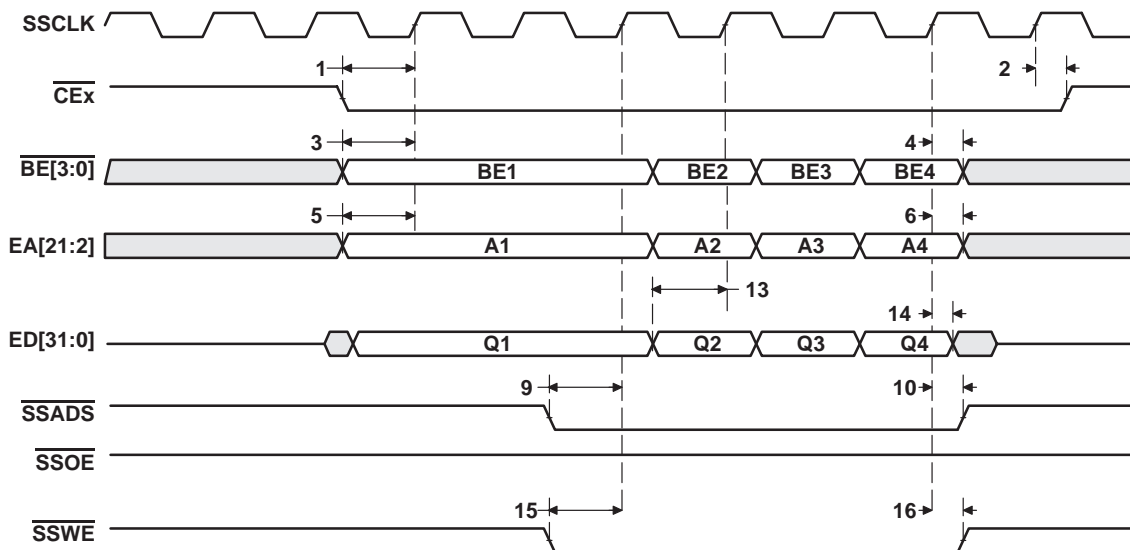 SSCLK
1
2
CEx
3
4
BE[3:0]
BE1
BE2
BE3
BE4
5
6
EA[21:2]
A1
A2
A3
A4
13
14
ED[31:0]
Q1
Q2
Q3
Q4
9
10
SSADS
SSOE
15
16
SSWE